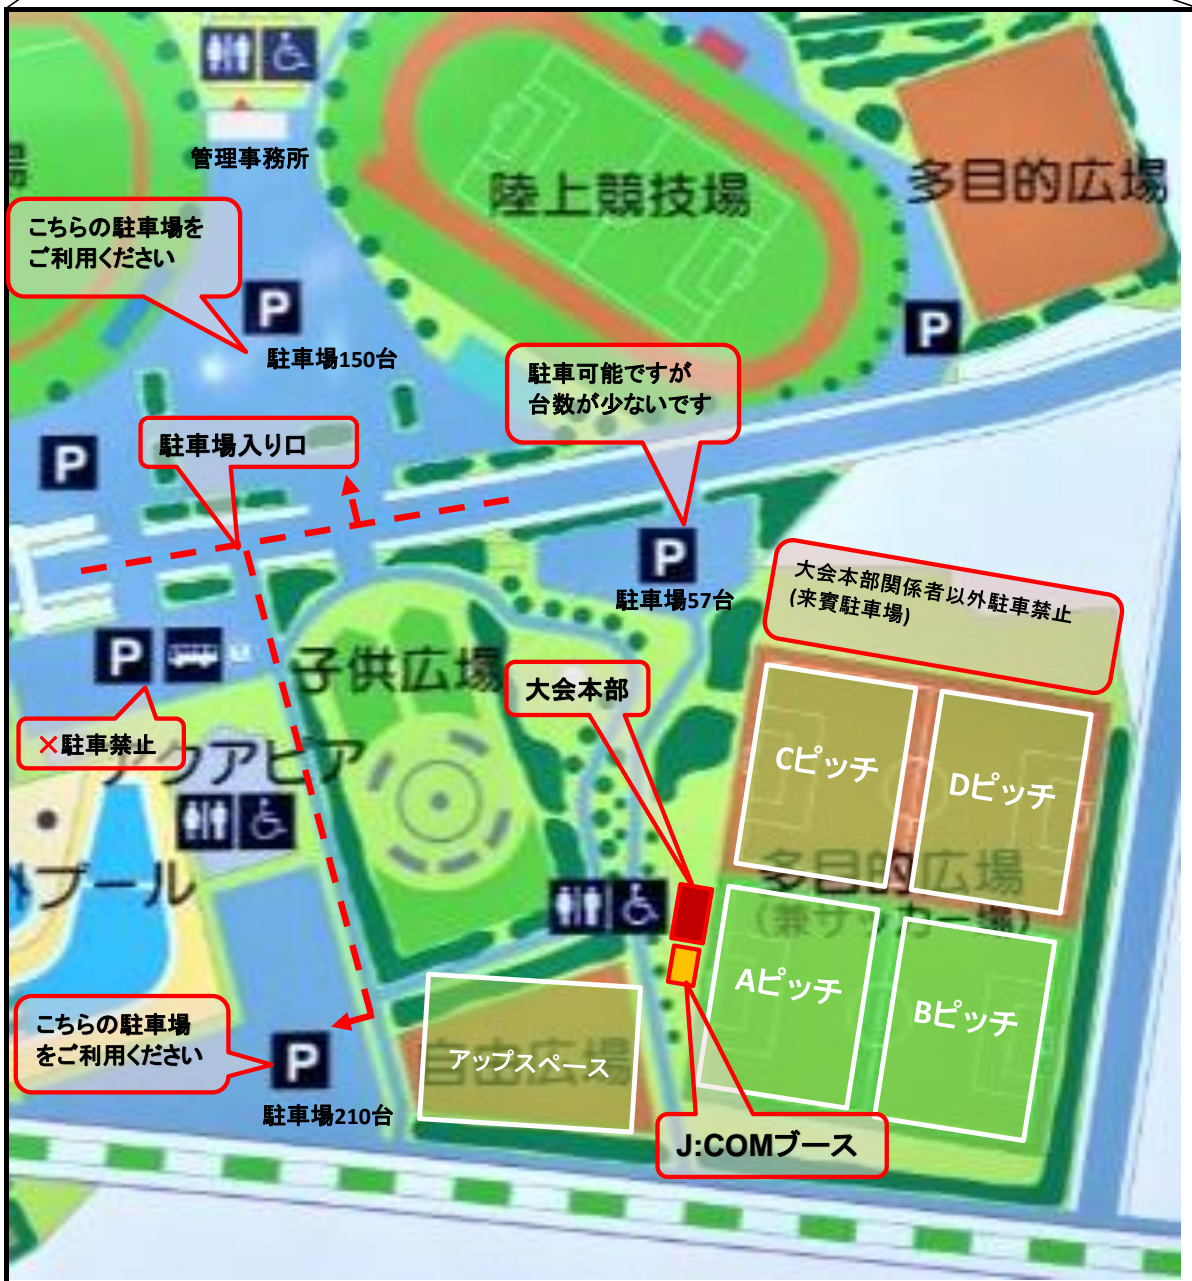 場
管理事務所
陸上競技場
多目的広場
こちらの駐車場を
ご利用ください
P
駐車場150台
P
駐車可能ですが
台数が少ないです
駐車場入り口
P
P
駐車場57台
大会本部関係者以外駐車禁止
(来賓駐車場)
P
子供広場
大会本部
×駐車禁止
アクアピア
Cピッチ
Dピッチ
プール
多目的広場
(兼サッカー場)
Aピッチ
Bピッチ
こちらの駐車場
をご利用ください
P
駐車場210台
自由広場
アップスペース
J:COMブース